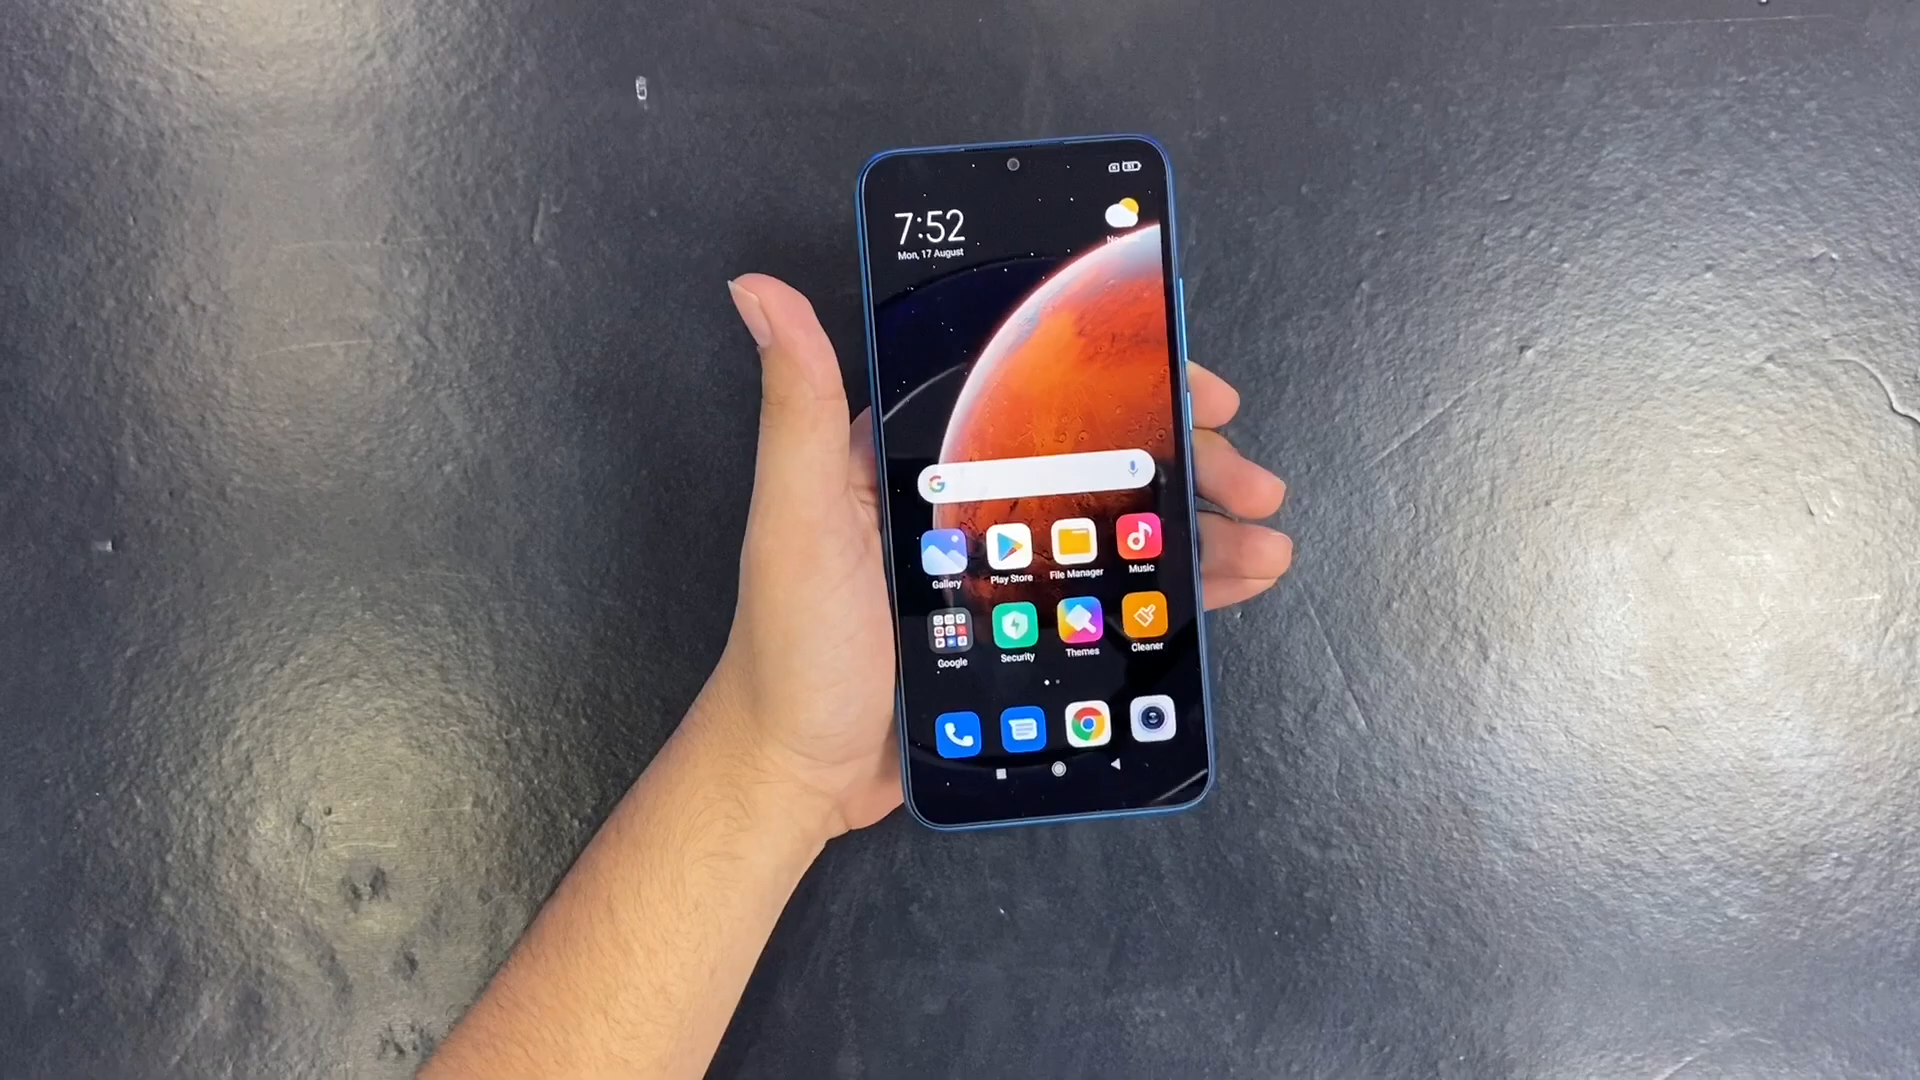 7:52
Mon, 17 August
Gallery
Play Store
File Manager
Music
Google
Security
Themes
Cleaner